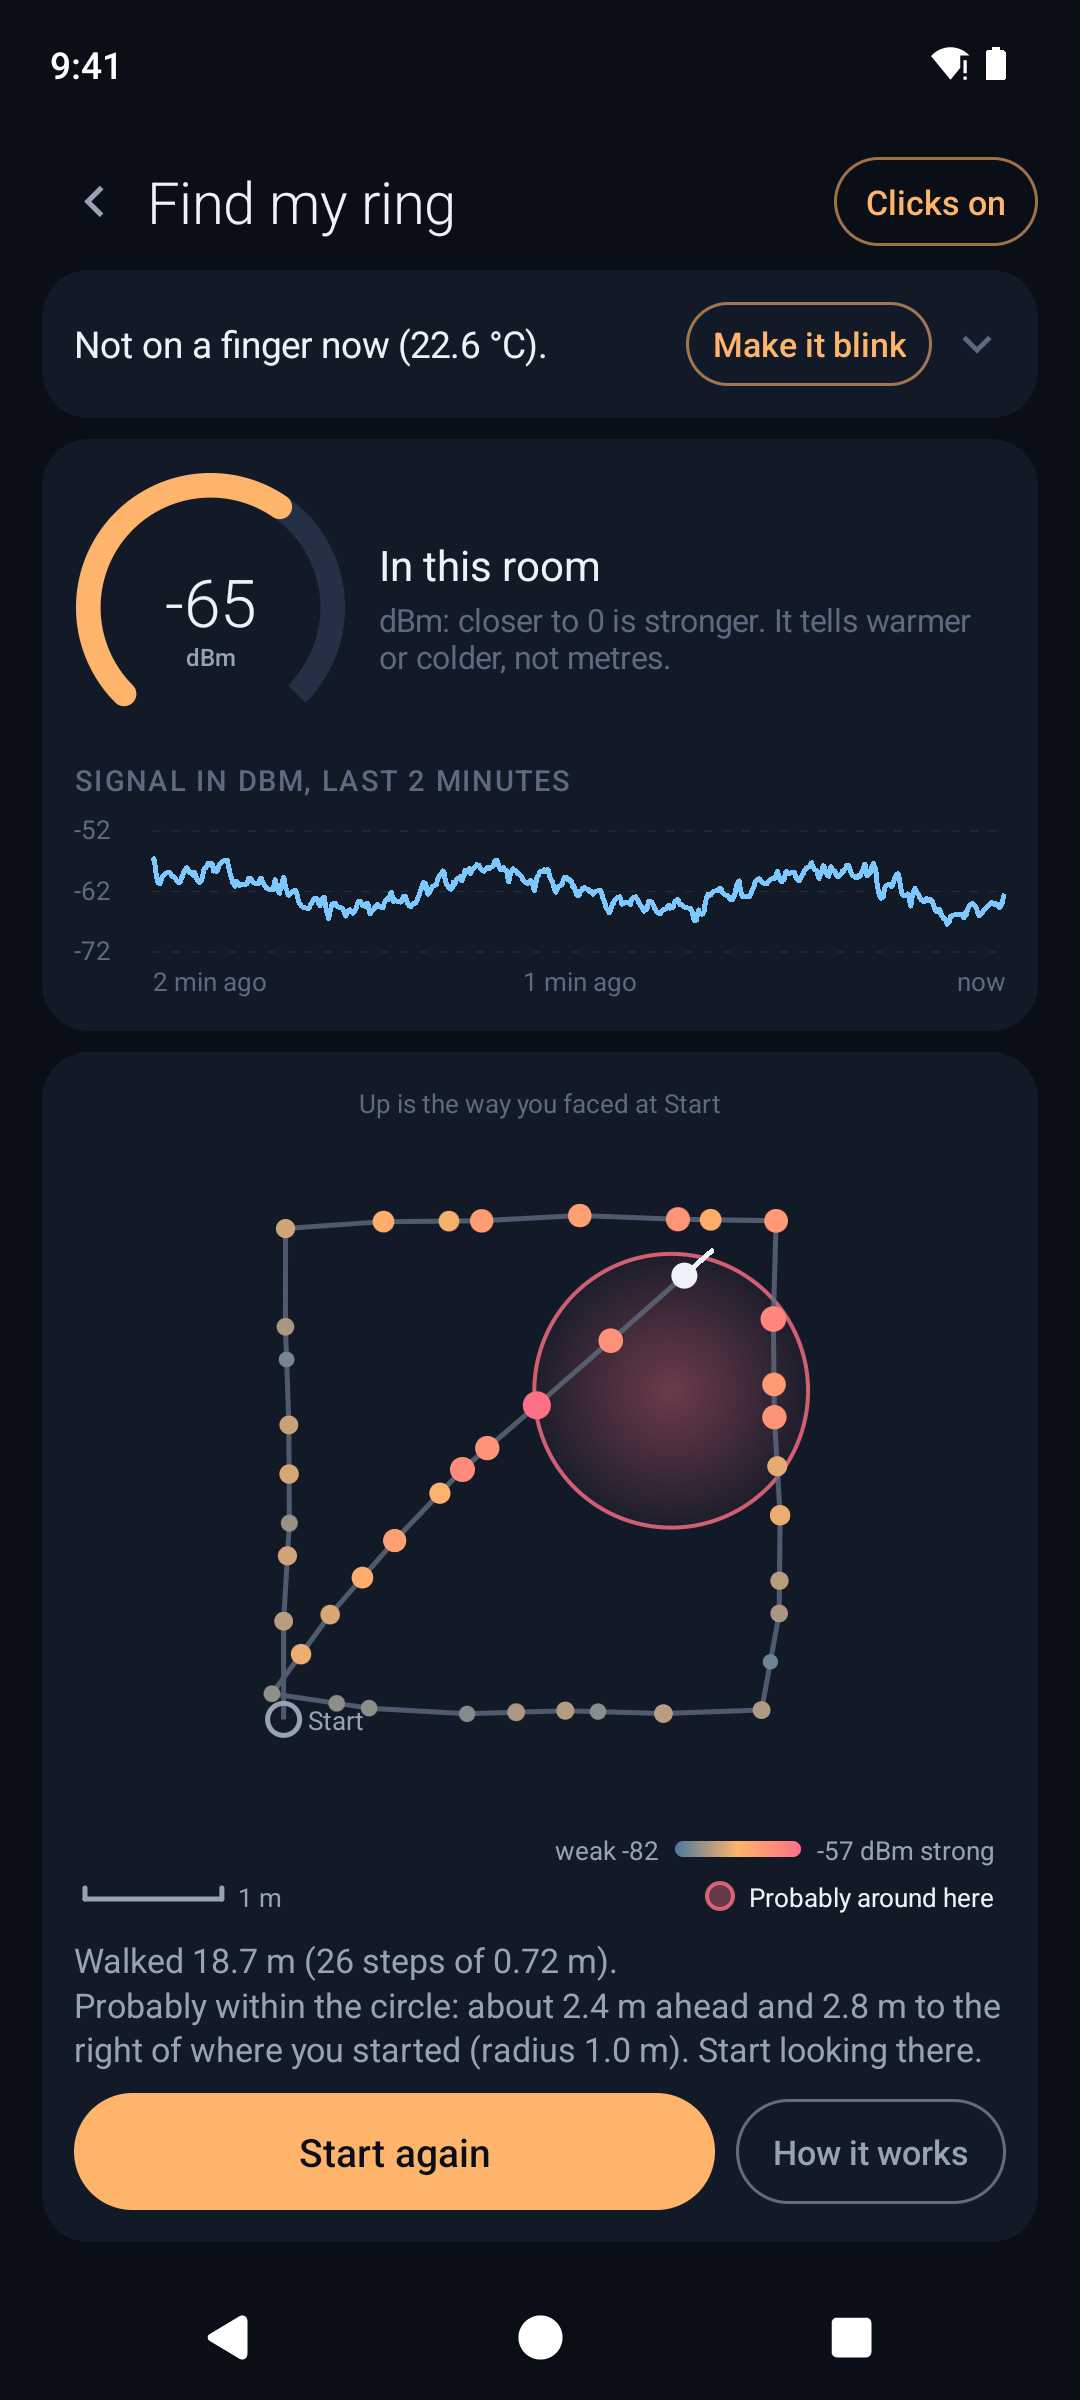 9:41
Find my ring
Clicks on
Not on a finger now (22.6 °C).
Make it blink
-65
dBm
In this room
dBm: closer to 0 is stronger. It tells warmer
or colder, not metres.
SIGNAL IN DBM, LAST 2 MINUTES
-52
-62
-72
2 min ago
1 min ago
now
Up is the way you faced at Start
Start
weak -82
-57 dBm strong
1 m
Probably around here
Walked 18.7 m (26 steps of 0.72 m).
Probably within the circle: about 2.4 m ahead and 2.8 m to the
right of where you started (radius 1.0 m). Start looking there.
Start again
How it works